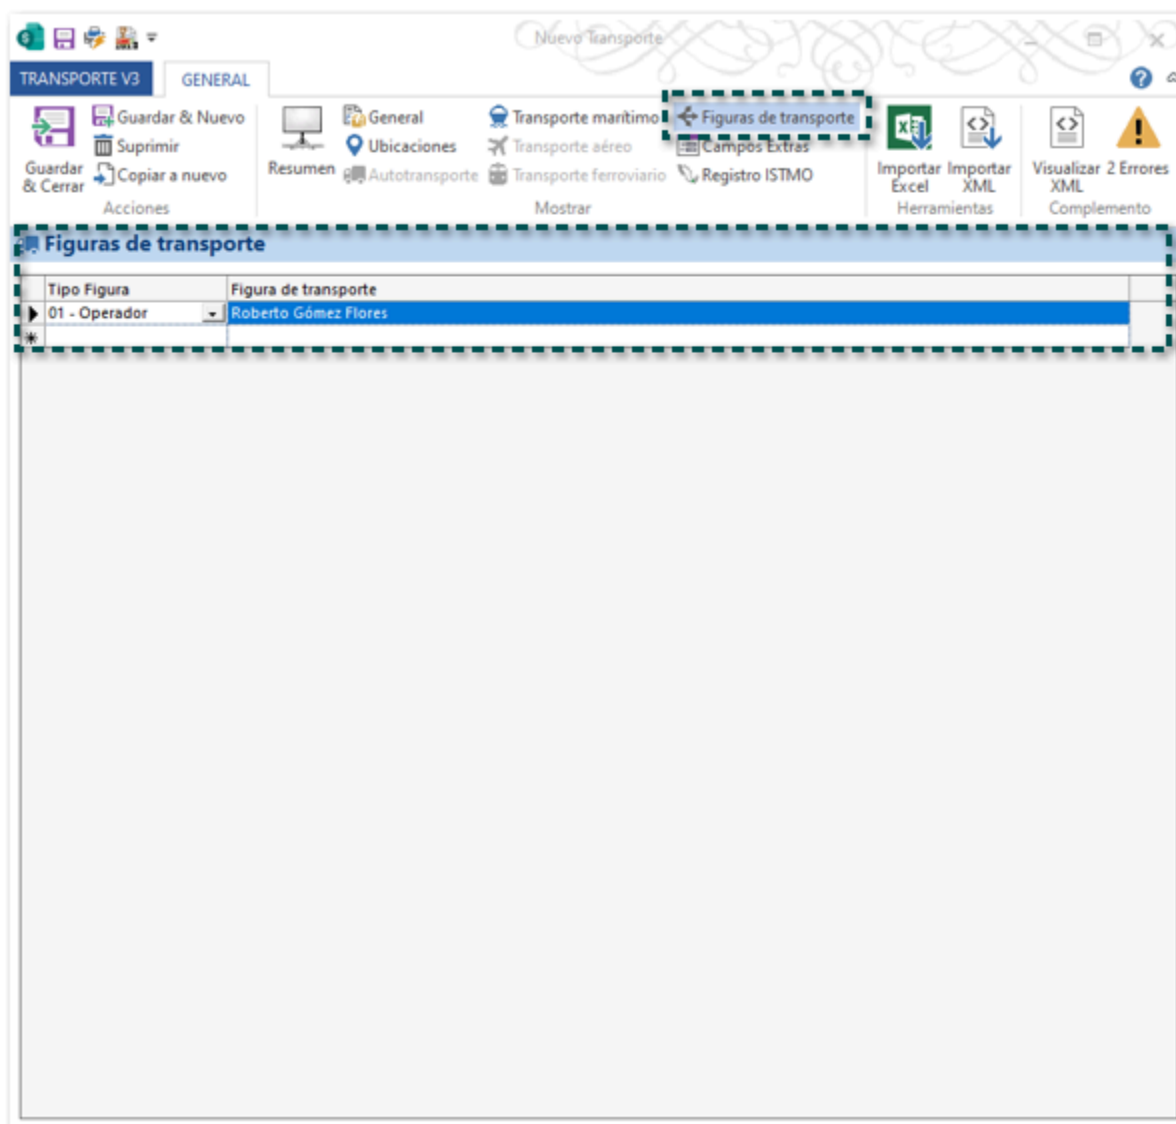 Nuevo Transporte
TRANSPORTE V3 GENERAL
Guardar & Cerrar
Guardar & Nuevo
Suprimir
Copiar a nuevo
Acciones
Resumen
General
Ubicaciones
Autotransporte
Transporte marítimo
Transporte aéreo
Transporte ferroviario
Figuras de transporte
Campos Extras
Registro ISTMO
Mostrar
Importar Excel
Importar XML
Herramientas
Visualizar XML
2 Errores
Complemento
Figuras de transporte
Tipo Figura Figura de transporte
01 - Operador Roberto Gómez Flores